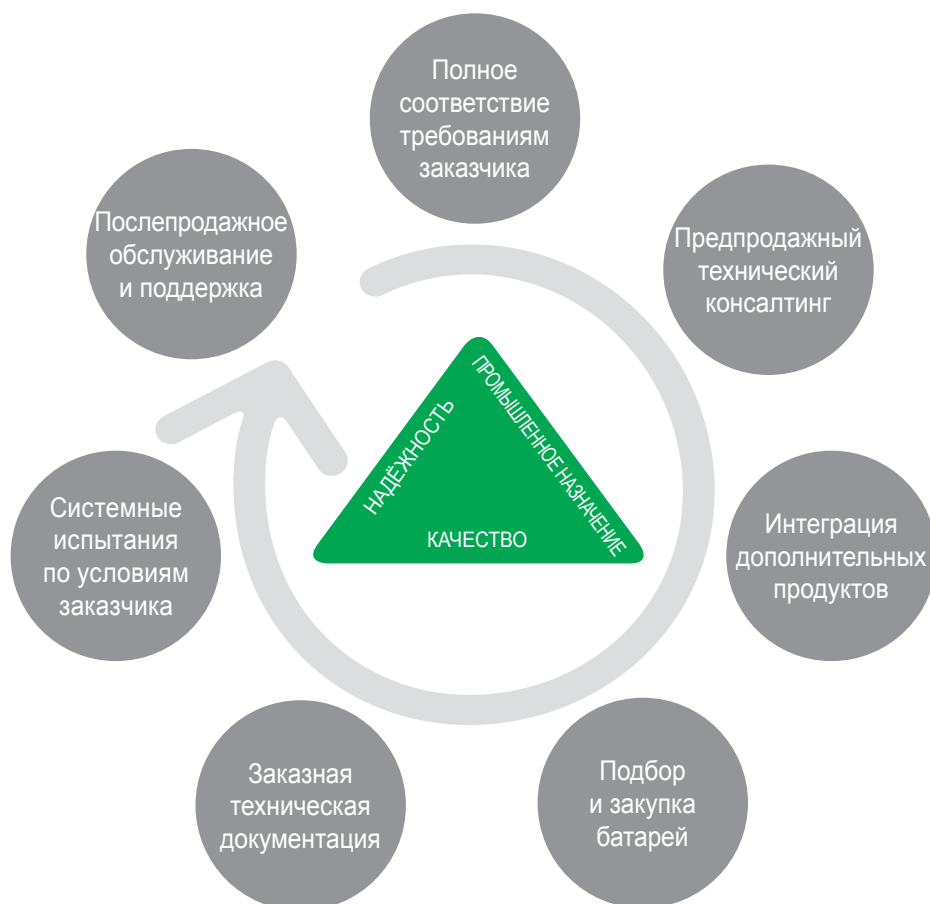 Полное
соответствие
требованиям
заказчика
Предпродажный
технический
консалтинг
Интеграция
дополнительных
продуктов
Подбор
и закупка
батарей
Заказная
техническая
документация
Системные
испытания
по условиям
заказчика
Послепродажное
обслуживание
и поддержка
НАДЁЖНОСТЬ
ПРОМЫШЛЕННОЕ НАЗНАЧЕНИЕ
КАЧЕСТВО